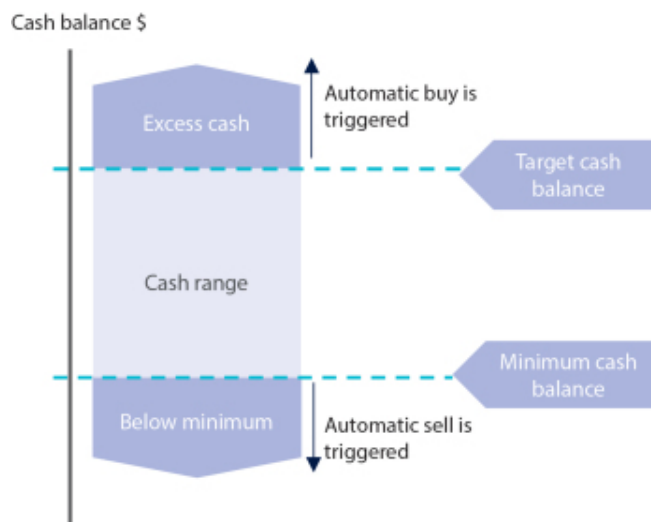 Cash balance $
Excess cash
Automatic buy is
triggered
Target cash
balance
Cash range
Minimum cash
balance
Below minimum
Automatic sell is
triggered